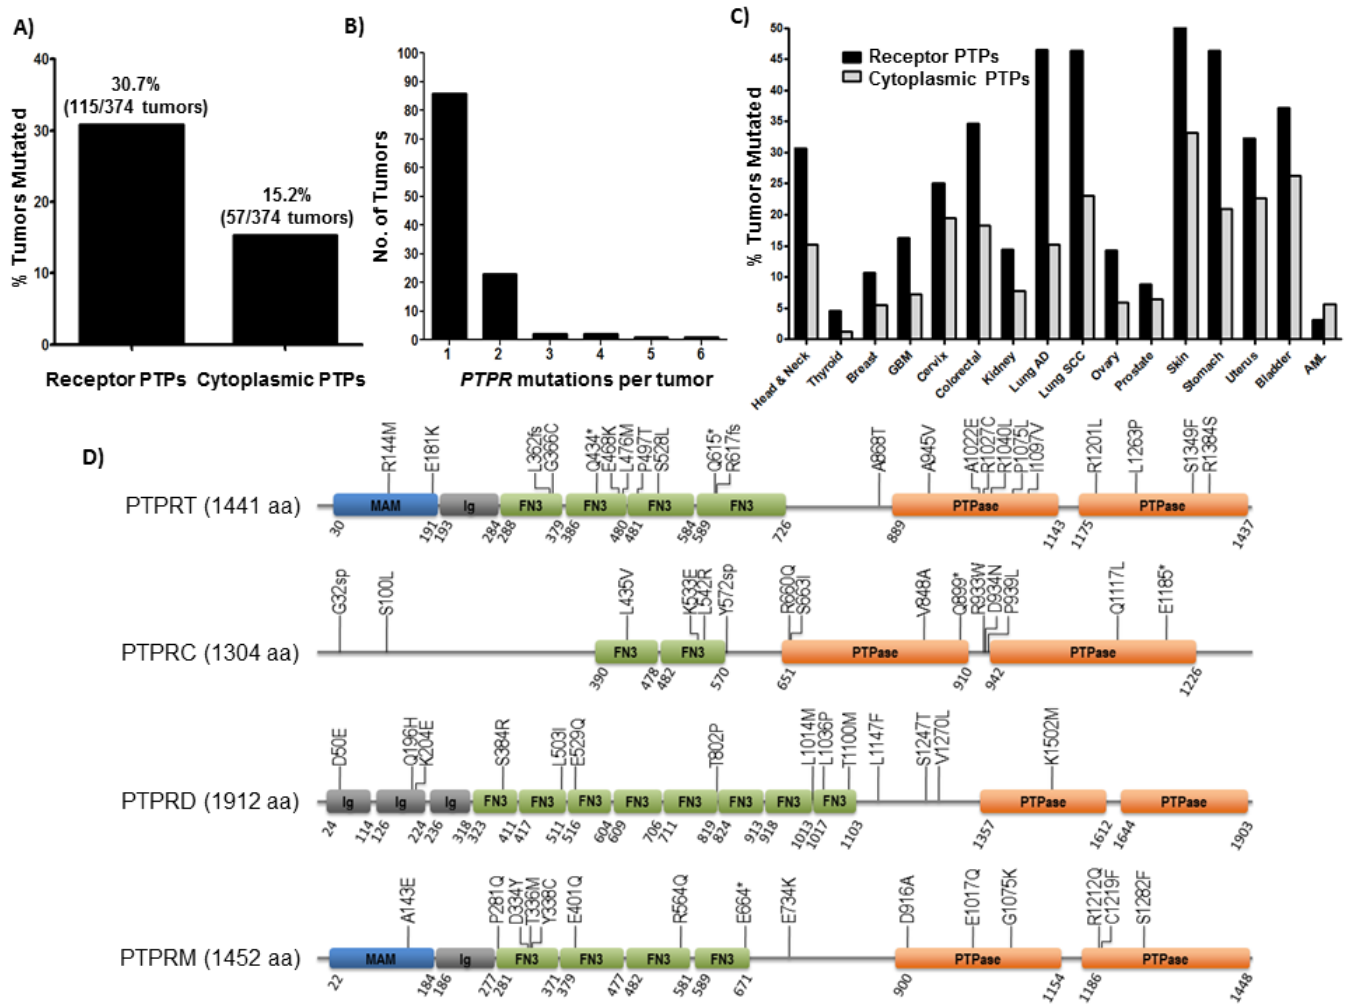 A)
% Tumors Mutated
40
30
20
10
0
30.7%
(115/374 tumors)
15.2%
(57/374 tumors)
Receptor PTPs
Cytoplasmic PTPs
B)
No. of Tumors
100
90
80
70
60
50
40
30
20
10
0
1 2 3 4 5 6
PTPR mutations per tumor
C)
% Tumors Mutated
50
45
40
35
30
25
20
15
10
5
0
Receptor PTPs
Cytoplasmic PTPs
Head & Neck
Thyroid
Breast
GBM
Cervix
Colorectal
Kidney
Lung AD
Lung SCC
Ovary
Prostate
Skin
Stomach
Uterus
Bladder
AML
D)
R144M E181K L362fs G366C Q434* E468K L476M P497T S528L Q615* R617fs A868T A945V A1022E R1027C R1040L P1075L I1097V R1201L L1263P S1349F R1384S
PTPRT (1441 aa)
MAM Ig FN3 FN3 FN3 FN3 PTPase PTPase
30 191 193 284 288 379 386 480 481 584 589 726 889 1143 1175 1437
G32sp S100L L435V K533E L542R Y572sp R660Q S663I V848A Q899* R933W D934N P939L Q1117L E1185*
PTPRC (1304 aa)
FN3 FN3 PTPase PTPase
390 478 482 570 651 910 942 1226
D50E Q196H K204E S384R L503I E529Q T802P L1014M L1036P T1100M L1147F S1247T V1270L K1502M
PTPRD (1912 aa)
Ig Ig Ig FN3 FN3 FN3 FN3 FN3 FN3 FN3 FN3 PTPase PTPase
24 114 126 224 236 318 323 411 417 511 516 604 609 706 711 819 824 913 918 1013 1017 1103 1357 1612 1644 1903
A143E P281Q D334Y T336M Y338C E401Q R564Q E664* E734K D916A E1017Q G1075K R1212Q C1219F S1282F
PTPRM (1452 aa)
MAM Ig FN3 FN3 FN3 FN3 PTPase PTPase
22 184 186 277 281 371 379 477 482 581 589 671 900 1154 1186 1448